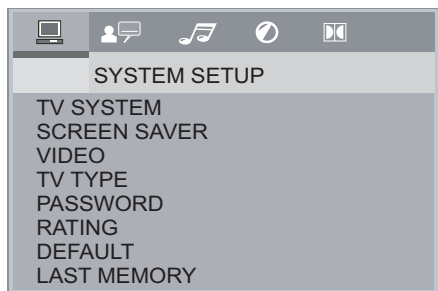 SYSTEM SETUP
TV SYSTEM
SCREEN SAVER
VIDEO
TV TYPE
PASSWORD
RATING
DEFAULT
LAST MEMORY